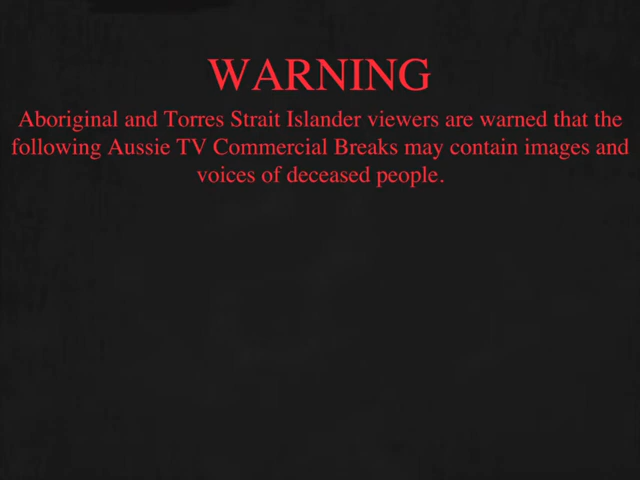 WARNING
Aboriginal and Torres Strait Islander viewers are warned that the
following Aussie TV Commercial Breaks may contain images and
voices of deceased people.